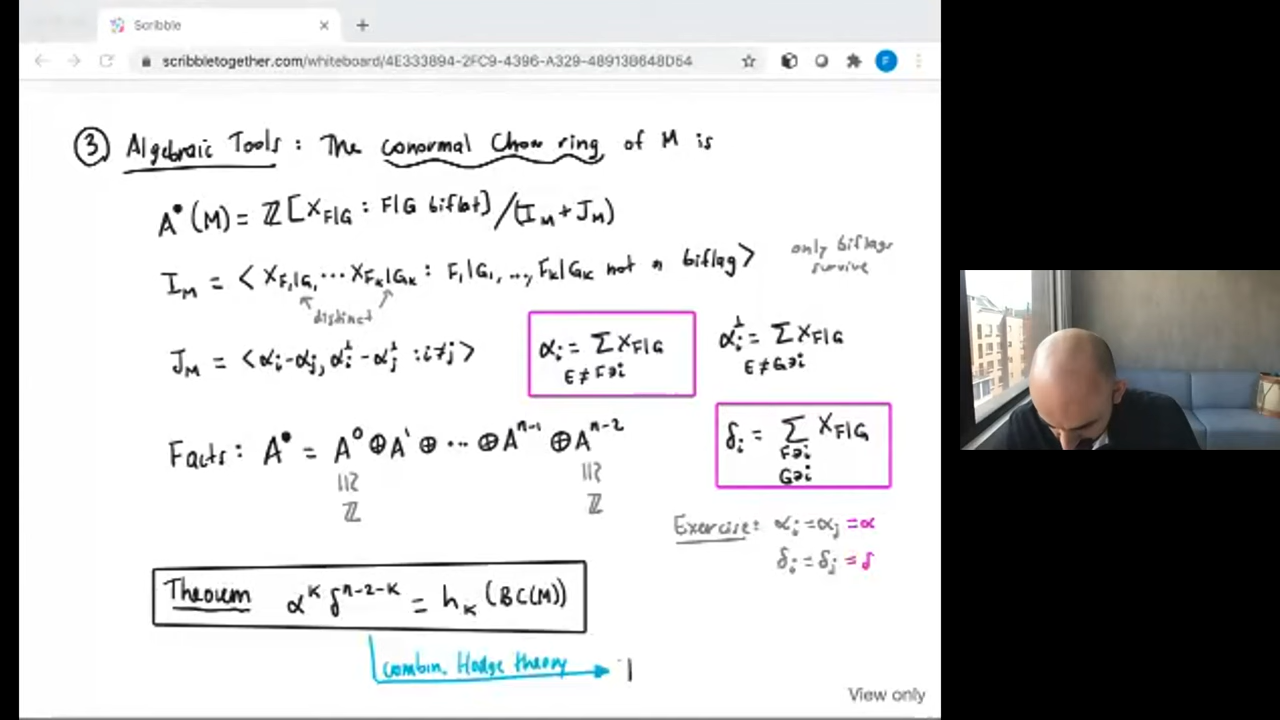 Scribble
scribbletogether.com/whiteboard/4E333894-2FC9-4396-A329-489138648D54
③ Algebraic Tools : The conormal Chow ring of M is
A•(M) = ℤ[x_{F|G} : F|G biflat] / (I_M + J_M)
I_M = < x_{F₁|G₁} ... x_{Fₖ|Gₖ} : F₁|G₁, ..., Fₖ|Gₖ not a biflag >
only biflags
survive
distinct
J_M = < αᵢ - αⱼ, αᵢ^⊥ - αⱼ^⊥ : i≠j >
αᵢ = Σ x_{F|G}
E≠F∋i
αᵢ^⊥ = Σ x_{F|G}
E≠G∋i
Facts : A• = A⁰ ⊕ A¹ ⊕ ... ⊕ A^{n-1} ⊕ A^{n-2}
≅ ≅
ℤ ℤ
δᵢ = Σ x_{F|G}
F∋i
G∋i
Exercise: αᵢ = αⱼ = α
δᵢ = δⱼ = δ
Theorem α^k δ^{n-2-k} = h_k (BC(M))
combin. Hodge theory
View only